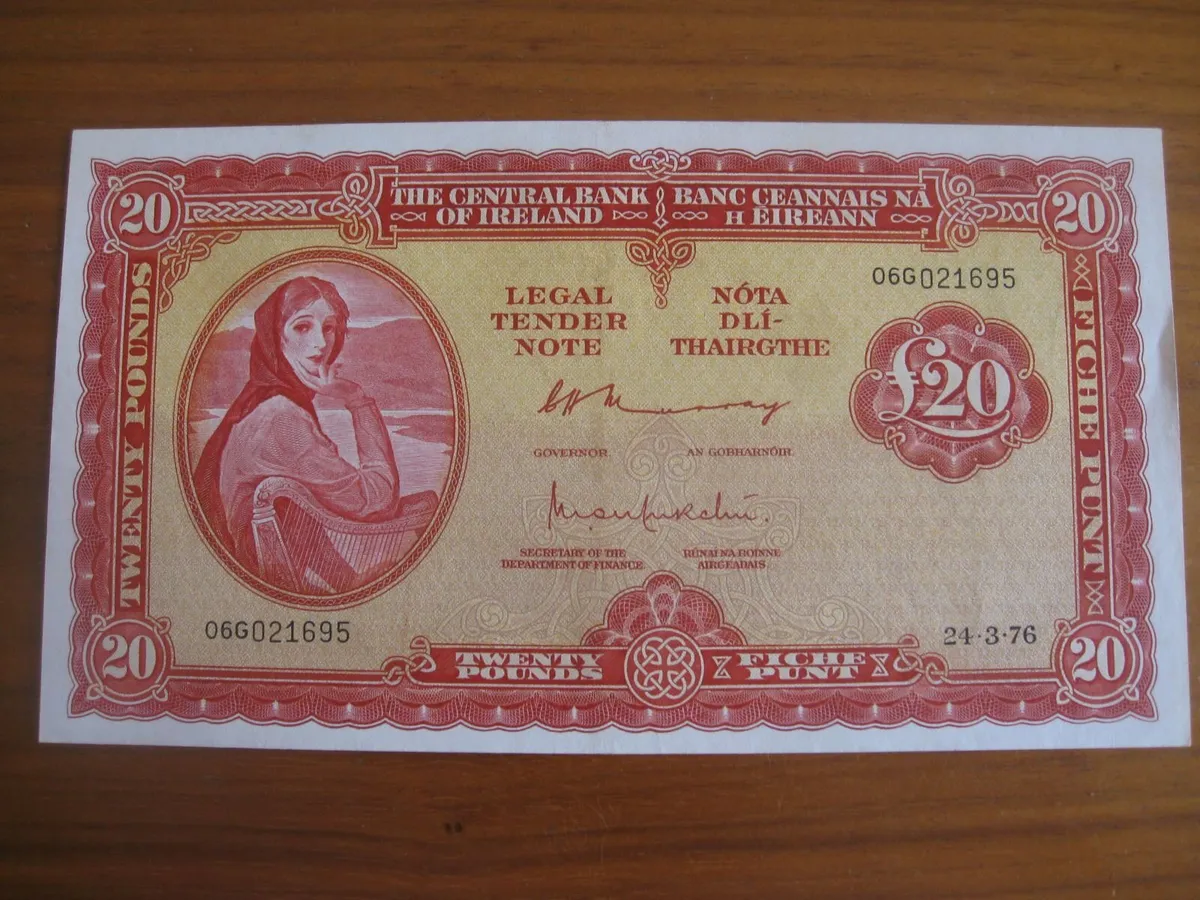 THE CENTRAL BANK OF IRELAND
BANC CEANNAIS NA H ÉIREANN
20
20
06G021695
LEGAL
TENDER
NOTE
NÓTA
DLÍ-
THAIRGTHE
£20
C H Murray
GOVERNOR
AN GOBHARNÓIR
SECRETARY OF THE
DEPARTMENT OF FINANCE
RÚNAÍ NA ROINNE
AIRGEADAIS
TWENTY POUNDS
FICHE PUNT
06G021695
24·3·76
20
TWENTY
POUNDS
FICHE
PUNT
20